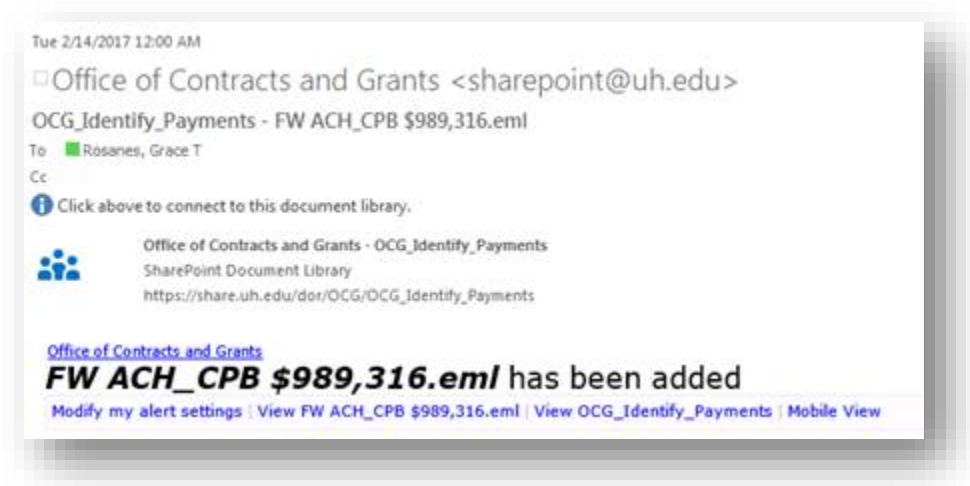 Tue 2/14/2017 12:00 AM
Office of Contracts and Grants <sharepoint@uh.edu>
OCG_Identify_Payments - FW ACH_CPB $989,316.eml
To Rosanes, Grace T
Cc
Click above to connect to this document library.
Office of Contracts and Grants - OCG_Identify_Payments
SharePoint Document Library
https://share.uh.edu/dor/OCG/OCG_Identify_Payments
Office of Contracts and Grants
FW ACH_CPB $989,316.eml has been added
Modify my alert settings | View FW ACH_CPB $989,316.eml | View OCG_Identify_Payments | Mobile View